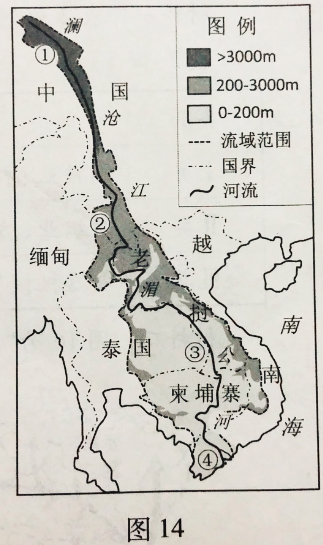 图例
>3000m
200-3000m
0-200m
流域范围
国界
河流
澜
①
中国
沧
江
②
缅甸
老
越
湄
挝
南
泰国
③
公
南
柬埔寨
河
海
④
图14